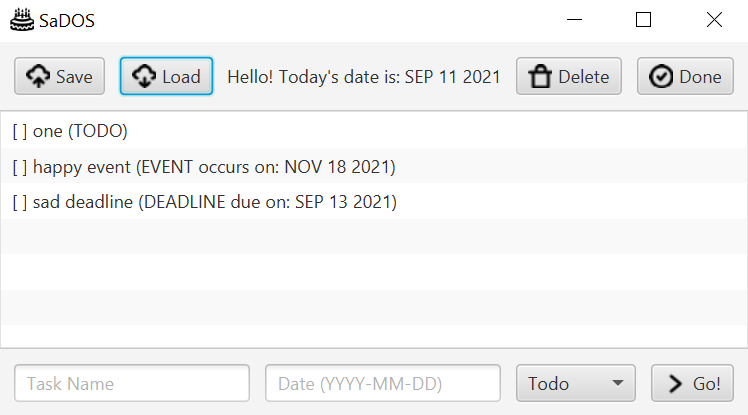 SaDOS
Save Load Hello! Today's date is: SEP 11 2021 Delete Done
[ ] one (TODO)
[ ] happy event (EVENT occurs on: NOV 18 2021)
[ ] sad deadline (DEADLINE due on: SEP 13 2021)
Task Name Date (YYYY-MM-DD) Todo Go!